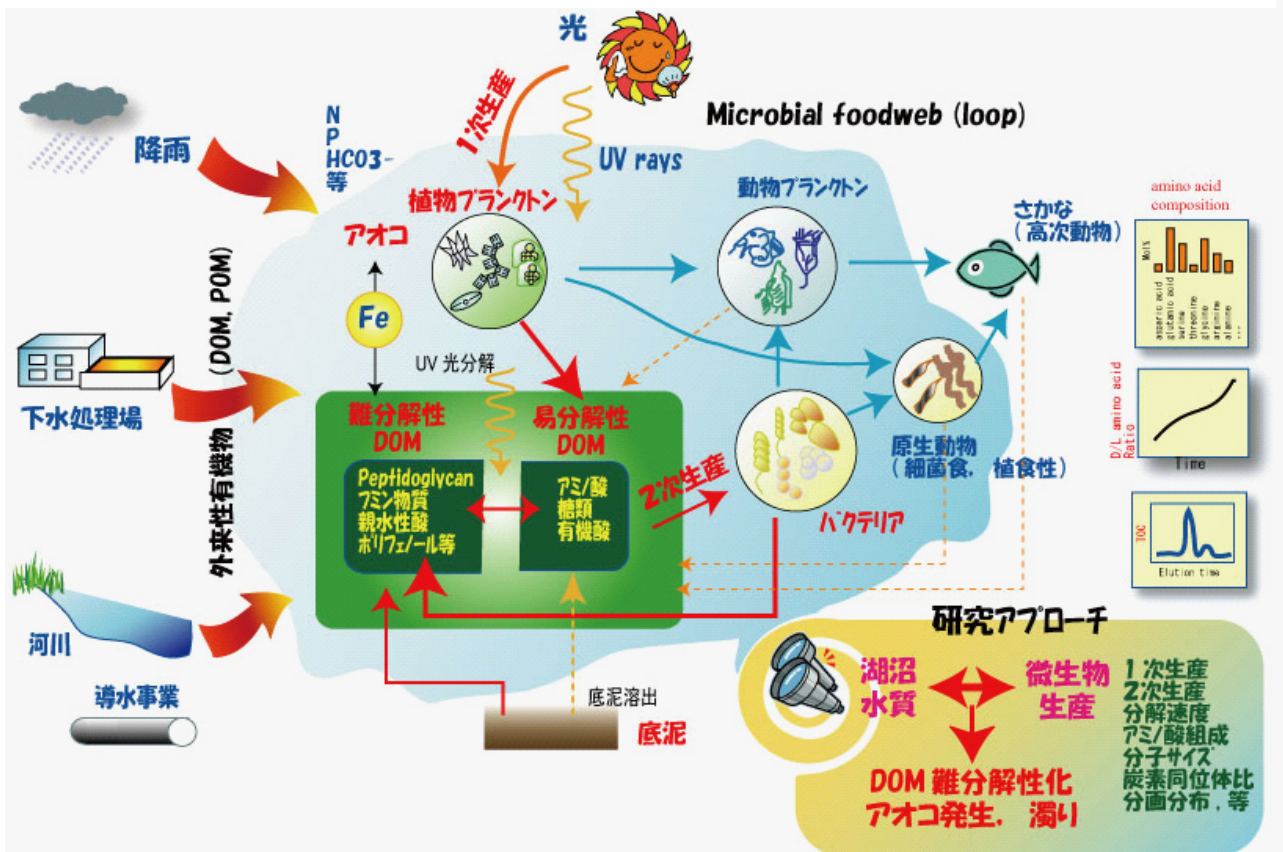 光
1次生産
Microbial foodweb (loop)
UV rays
降雨
N
P
HCO3-
等
植物プランクトン
動物プランクトン
さかな
(高次動物)
amino acid
composition
Mol%
asparic acid
glutamic acid
serine
threonine
glycine
arginine
alanine
...
アオコ
Fe
UV 光分解
外来性有機物 (DOM, POM)
下水処理場
難分解性
DOM
易分解性
DOM
Peptidoglycan
フミン物質
親水性酸
ポリフェノール等
アミノ酸
糖類
有機酸
2次生産
バクテリア
原生動物
(細菌食, 植食性)
D/L amino acid
Ratio
Time
TOC
Elution time
河川
導水事業
底泥溶出
底泥
研究アプローチ
湖沼
水質
微生物
生産
DOM 難分解性化
アオコ発生, 濁り
1次生産
2次生産
分解速度
アミノ酸組成
分子サイズ
炭素同位体比
分画分布, 等